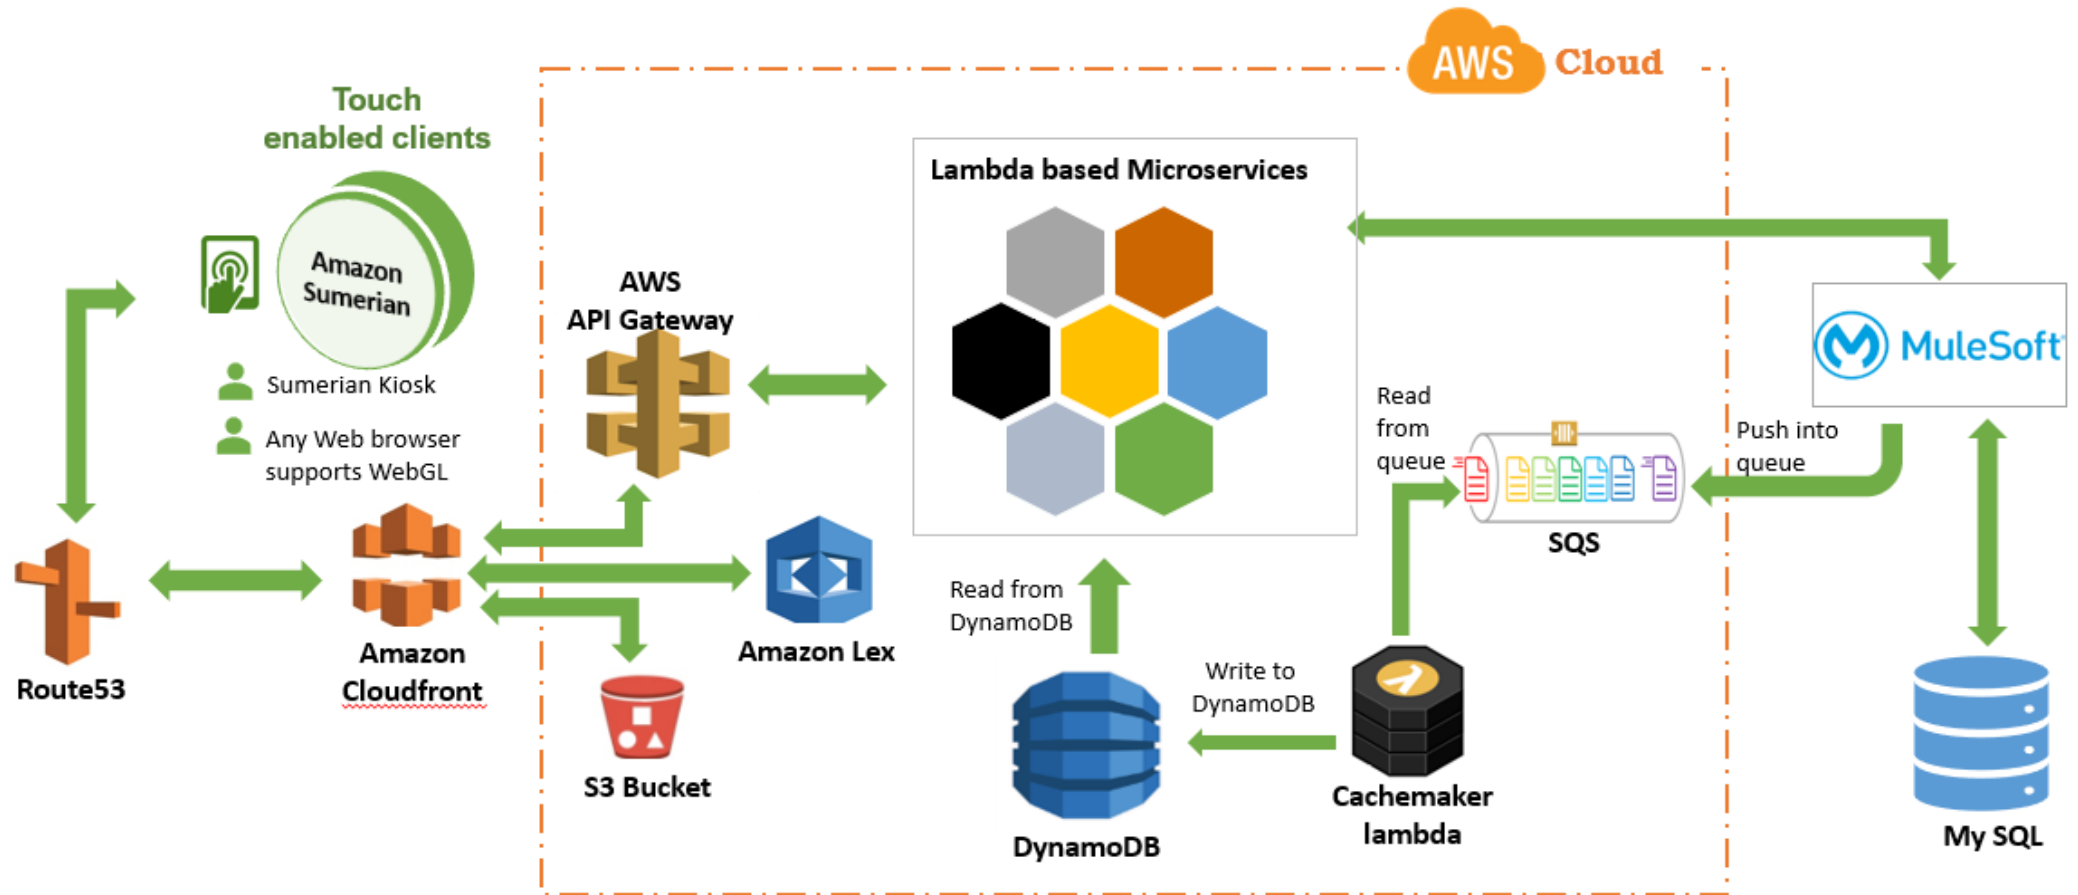 AWS Cloud
Touch
enabled clients
Amazon
Sumerian
Sumerian Kiosk
Any Web browser
supports WebGL
Route53
Amazon
Cloudfront
AWS
API Gateway
Amazon Lex
S3 Bucket
Lambda based Microservices
Read from
DynamoDB
DynamoDB
Write to
DynamoDB
Cachemaker
lambda
Read
from
queue
SQS
Push into
queue
MuleSoft
My SQL